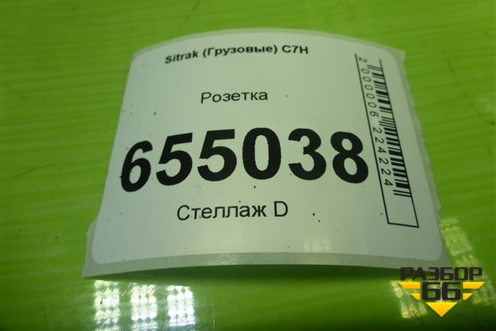 Sitrak (Грузовые) C7H
Розетка
655038
Стеллаж D
2000006224224
РАЗБОР
66